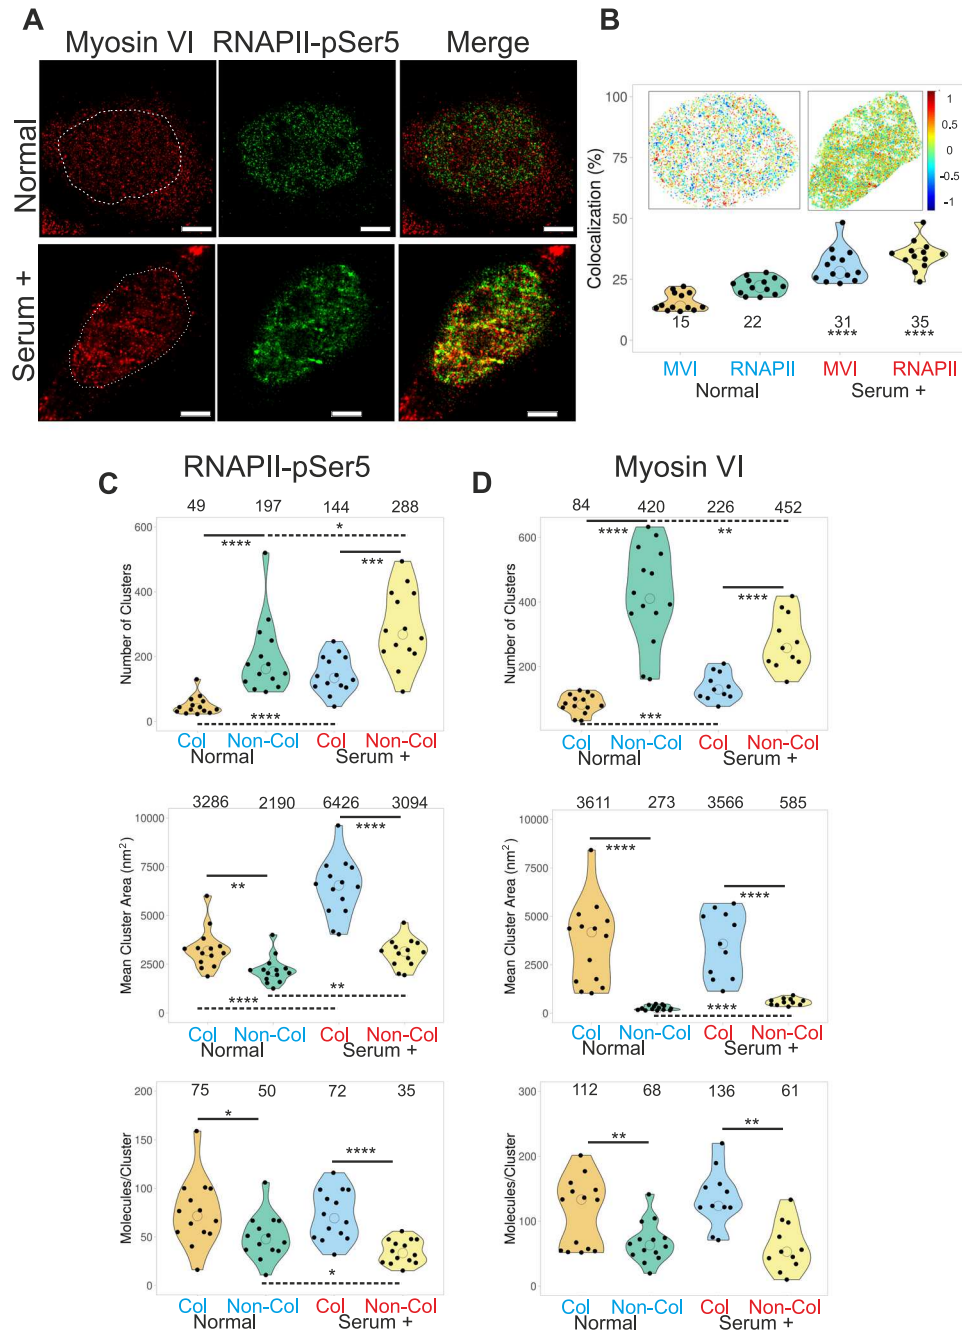 A
Myosin VI RNAPII-pSer5 Merge
Normal
Serum +
B
Colocalization (%)
100
75
50
25
0
1
0.5
0
-0.5
-1
15 22 31 35
**** ****
MVI RNAPII MVI RNAPII
Normal Serum +
C
RNAPII-pSer5
49 197 144 288
Number of Clusters
600
400
200
0
*
**** ***
****
Col Non-Col Col Non-Col
Normal Serum +
3286 2190 6426 3094
Mean Cluster Area (nm²)
10000
7500
5000
2500
0
****
**
**
****
Col Non-Col Col Non-Col
Normal Serum +
75 50 72 35
Molecules/Cluster
200
150
100
50
0
*
****
*
Col Non-Col Col Non-Col
Normal Serum +
D
Myosin VI
84 420 226 452
Number of Clusters
600
400
200
**** **
****
***
Col Non-Col Col Non-Col
Normal Serum +
3611 273 3566 585
Mean Cluster Area (nm²)
10000
7500
5000
2500
0
****
****
****
Col Non-Col Col Non-Col
Normal Serum +
112 68 136 61
Molecules/Cluster
300
200
100
0
** **
Col Non-Col Col Non-Col
Normal Serum +